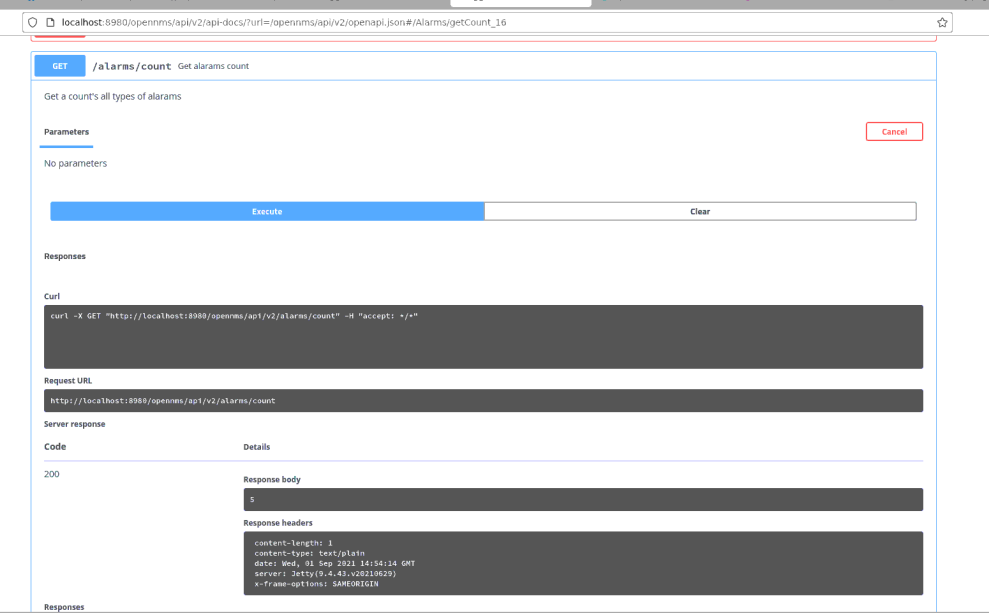 localhost:8980/opennms/api/v2/api-docs/?url=/opennms/api/v2/openapi.json#/Alarms/getCount_16
GET /alarms/count Get alarams count
Get a count's all types of alarams
Parameters Cancel
No parameters
Execute Clear
Responses
Curl
curl -X GET "http://localhost:8980/opennms/api/v2/alarms/count" -H "accept: */*"
Request URL
http://localhost:8980/opennms/api/v2/alarms/count
Server response
Code Details
200
Response body
5
Response headers
content-length: 1
content-type: text/plain
date: Wed, 01 Sep 2021 14:54:14 GMT
server: Jetty(9.4.43.v20210629)
x-frame-options: SAMEORIGIN
Responses